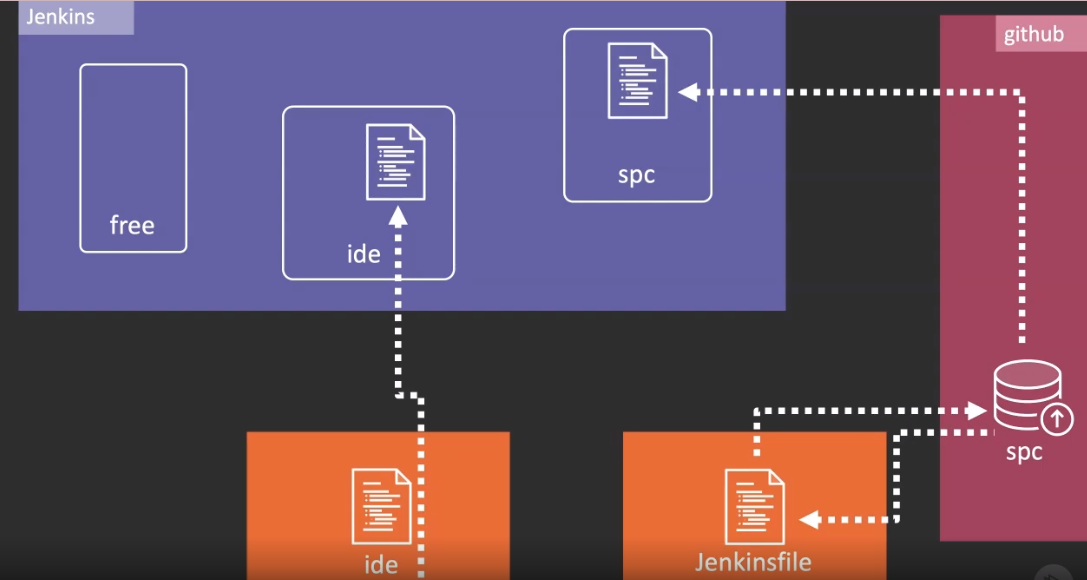 Jenkins
github
free
ide
spc
spc
ide
Jenkinsfile